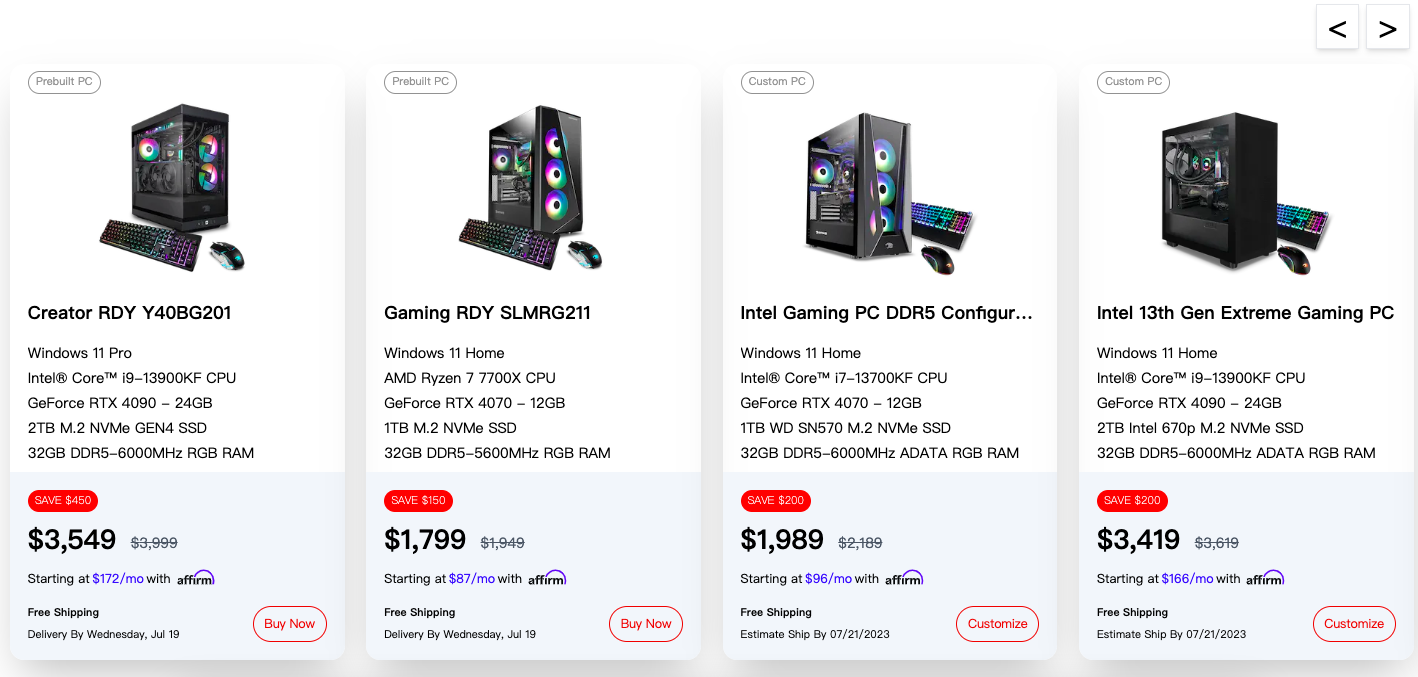 < >
Prebuilt PC
Creator RDY Y40BG201
Windows 11 Pro
Intel® Core™ i9-13900KF CPU
GeForce RTX 4090 - 24GB
2TB M.2 NVMe GEN4 SSD
32GB DDR5-6000MHz RGB RAM
SAVE $450
$3,549 $3,999
Starting at $172/mo with affirm
Free Shipping
Delivery By Wednesday, Jul 19
Buy Now
Prebuilt PC
Gaming RDY SLMRG211
Windows 11 Home
AMD Ryzen 7 7700X CPU
GeForce RTX 4070 - 12GB
1TB M.2 NVMe SSD
32GB DDR5-5600MHz RGB RAM
SAVE $150
$1,799 $1,949
Starting at $87/mo with affirm
Free Shipping
Delivery By Wednesday, Jul 19
Buy Now
Custom PC
Intel Gaming PC DDR5 Configur...
Windows 11 Home
Intel® Core™ i7-13700KF CPU
GeForce RTX 4070 - 12GB
1TB WD SN570 M.2 NVMe SSD
32GB DDR5-6000MHz ADATA RGB RAM
SAVE $200
$1,989 $2,189
Starting at $96/mo with affirm
Free Shipping
Estimate Ship By 07/21/2023
Customize
Custom PC
Intel 13th Gen Extreme Gaming PC
Windows 11 Home
Intel® Core™ i9-13900KF CPU
GeForce RTX 4090 - 24GB
2TB Intel 670p M.2 NVMe SSD
32GB DDR5-6000MHz ADATA RGB RAM
SAVE $200
$3,419 $3,619
Starting at $166/mo with affirm
Free Shipping
Estimate Ship By 07/21/2023
Customize